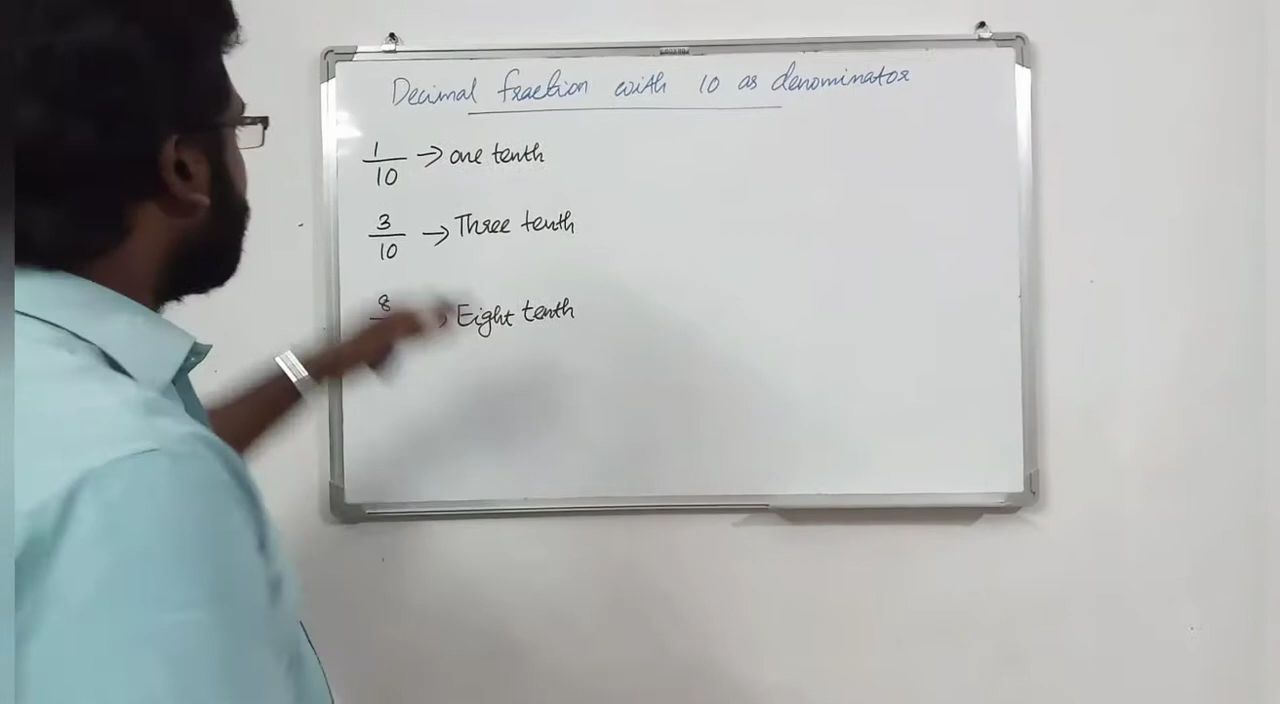 Decimal fraction with 10 as denominator
1/10 → one tenth
3/10 → Three tenth
8 Eight tenth